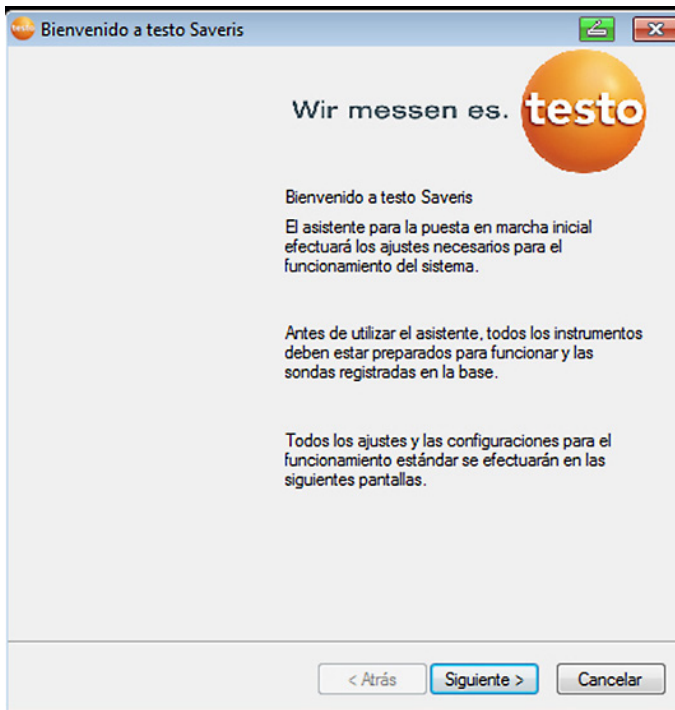 testo Bienvenido a testo Saveris
Wir messen es. testo
Bienvenido a testo Saveris
El asistente para la puesta en marcha inicial
efectuará los ajustes necesarios para el
funcionamiento del sistema.
Antes de utilizar el asistente, todos los instrumentos
deben estar preparados para funcionar y las
sondas registradas en la base.
Todos los ajustes y las configuraciones para el
funcionamiento estándar se efectuarán en las
siguientes pantallas.
< Atrás Siguiente > Cancelar